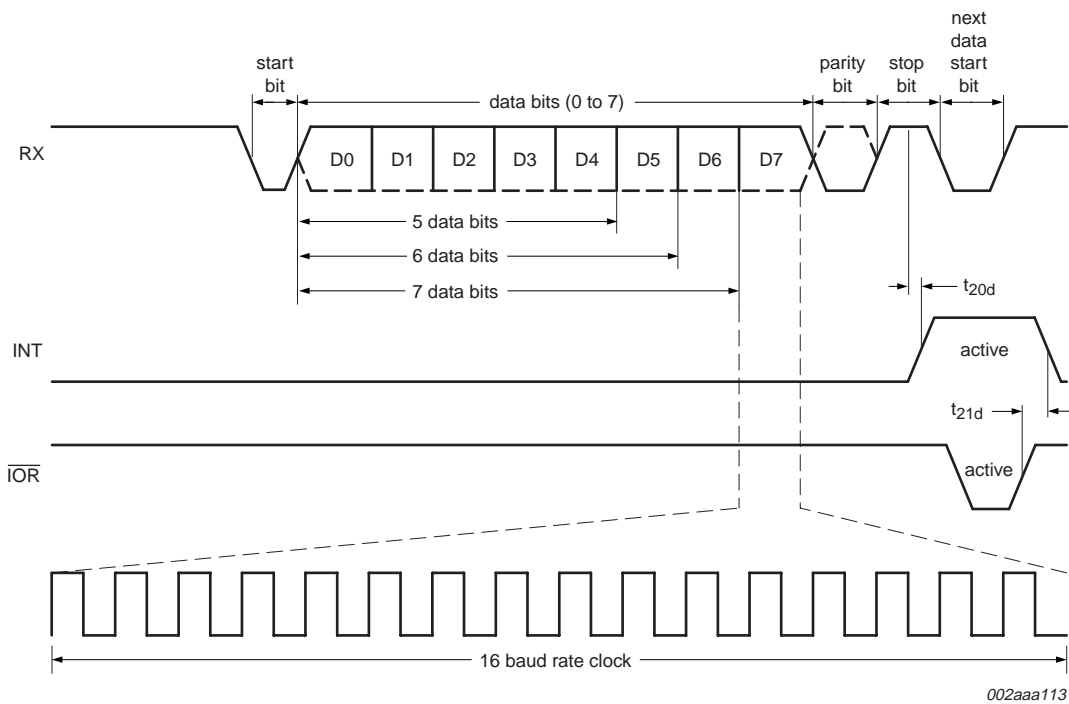 next
data
start
bit
start
bit
parity
bit
stop
bit
data bits (0 to 7)
RX
D0 D1 D2 D3 D4 D5 D6 D7
5 data bits
6 data bits
7 data bits
t20d
INT
active
t21d
IOR
active
16 baud rate clock
002aaa113